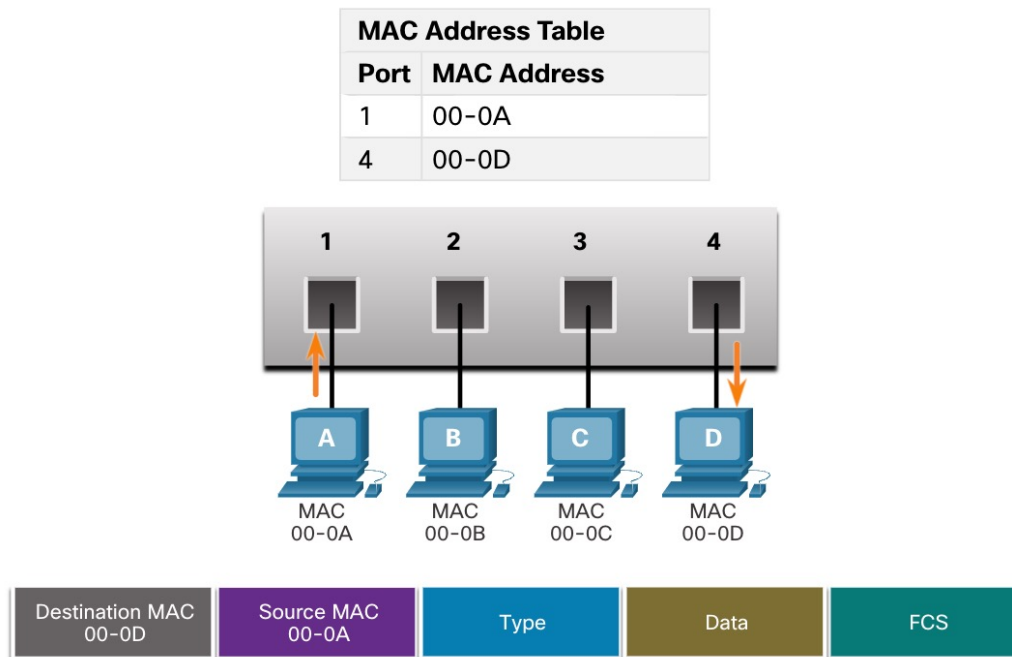 MAC Address Table
Port MAC Address
1 00-0A
4 00-0D
1 2 3 4
A B C D
MAC MAC MAC MAC
00-0A 00-0B 00-0C 00-0D
Destination MAC Source MAC Type Data FCS
00-0D 00-0A